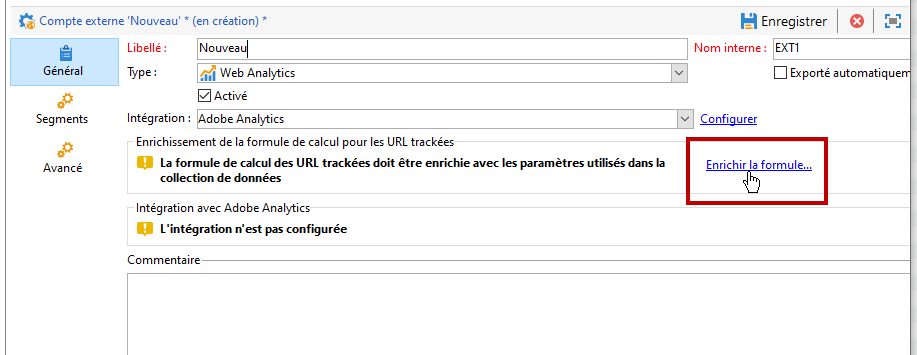 Compte externe 'Nouveau' * (en création) *
Enregistrer
Général
Segments
Avancé
Libellé : Nouveau Nom interne : EXT1
Type : Web Analytics Exporté automatiquem
Activé
Intégration : Adobe Analytics Configurer
Enrichissement de la formule de calcul pour les URL trackées
La formule de calcul des URL trackées doit être enrichie avec les paramètres utilisés dans la
collection de données
Enrichir la formule...
Intégration avec Adobe Analytics
L'intégration n'est pas configurée
Commentaire